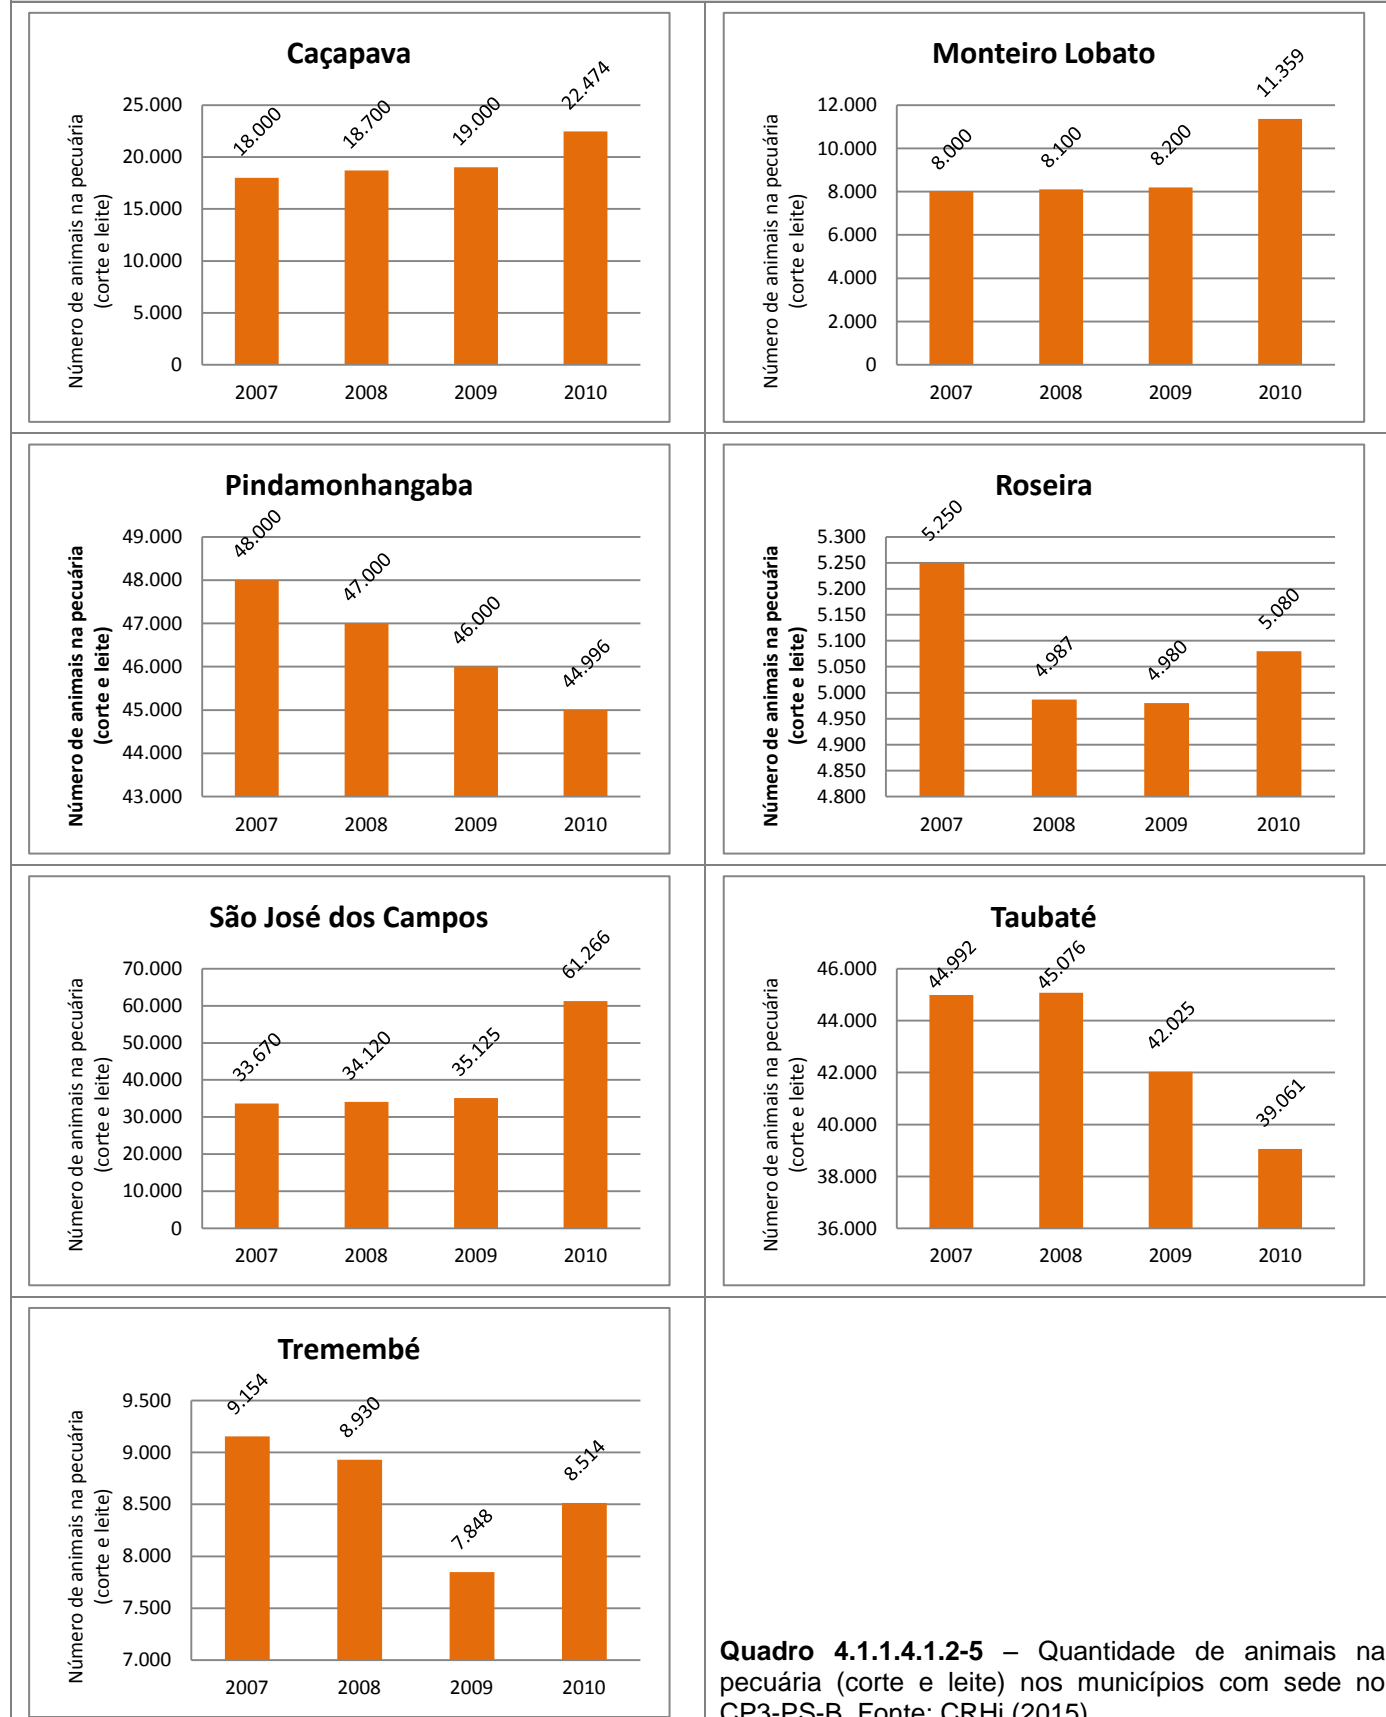 Caçapava
Número de animais na pecuária
(corte e leite)
25.000
20.000
15.000
10.000
5.000
0
18.000
18.700
19.000
22.474
2007 2008 2009 2010
Monteiro Lobato
Número de animais na pecuária
(corte e leite)
12.000
10.000
8.000
6.000
4.000
2.000
0
8.000
8.100
8.200
11.359
2007 2008 2009 2010
Pindamonhangaba
Número de animais na pecuária
(corte e leite)
49.000
48.000
47.000
46.000
45.000
44.000
43.000
48.000
47.000
46.000
44.996
2007 2008 2009 2010
Roseira
Número de animais na pecuária
(corte e leite)
5.300
5.250
5.200
5.150
5.100
5.050
5.000
4.950
4.900
4.850
4.800
5.250
4.987
4.980
5.080
2007 2008 2009 2010
São José dos Campos
Número de animais na pecuária
(corte e leite)
70.000
60.000
50.000
40.000
30.000
20.000
10.000
0
33.670
34.120
35.125
61.266
2007 2008 2009 2010
Taubaté
Número de animais na pecuária
(corte e leite)
46.000
44.000
42.000
40.000
38.000
36.000
44.992
45.076
42.025
39.061
2007 2008 2009 2010
Tremembé
Número de animais na pecuária
(corte e leite)
9.500
9.000
8.500
8.000
7.500
7.000
9.154
8.930
7.848
8.514
2007 2008 2009 2010
Quadro 4.1.1.4.1.2-5 – Quantidade de animais na
pecuária (corte e leite) nos municípios com sede no
CP3-PS-B. Fonte: CRHi (2015)